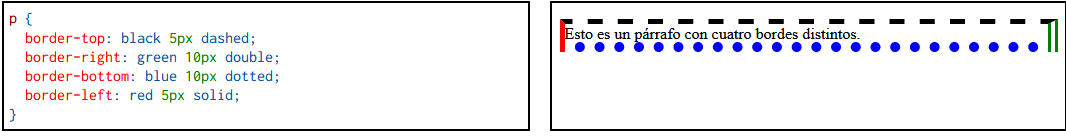 p {
border-top: black 5px dashed;
border-right: green 10px double;
border-bottom: blue 10px dotted;
border-left: red 5px solid;
}
Esto es un párrafo con cuatro bordes distintos.